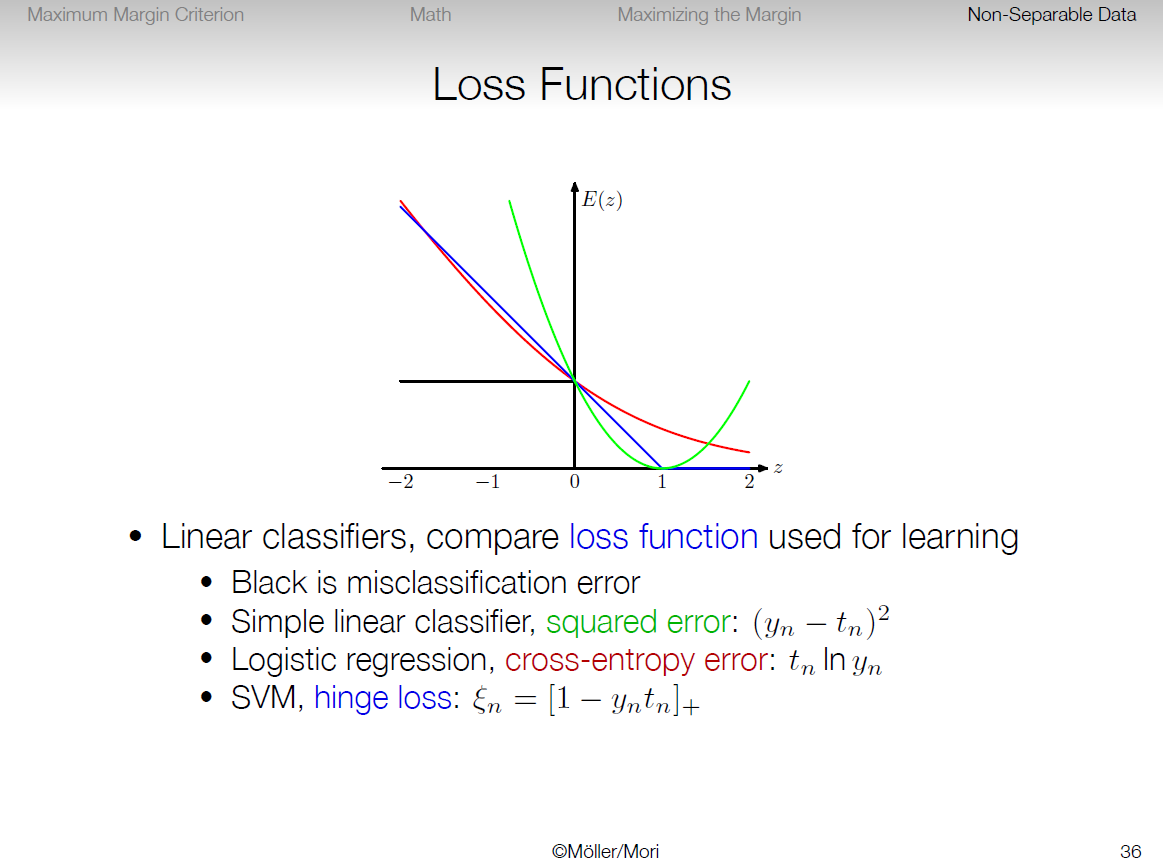 Maximum Margin Criterion Math Maximizing the Margin Non-Separable Data
Loss Functions
E(z)
z
−2 −1 0 1 2
• Linear classifiers, compare loss function used for learning
• Black is misclassification error
• Simple linear classifier, squared error: (yₙ − tₙ)²
• Logistic regression, cross-entropy error: tₙ ln yₙ
• SVM, hinge loss: ξₙ = [1 − yₙtₙ]₊
©Möller/Mori 36